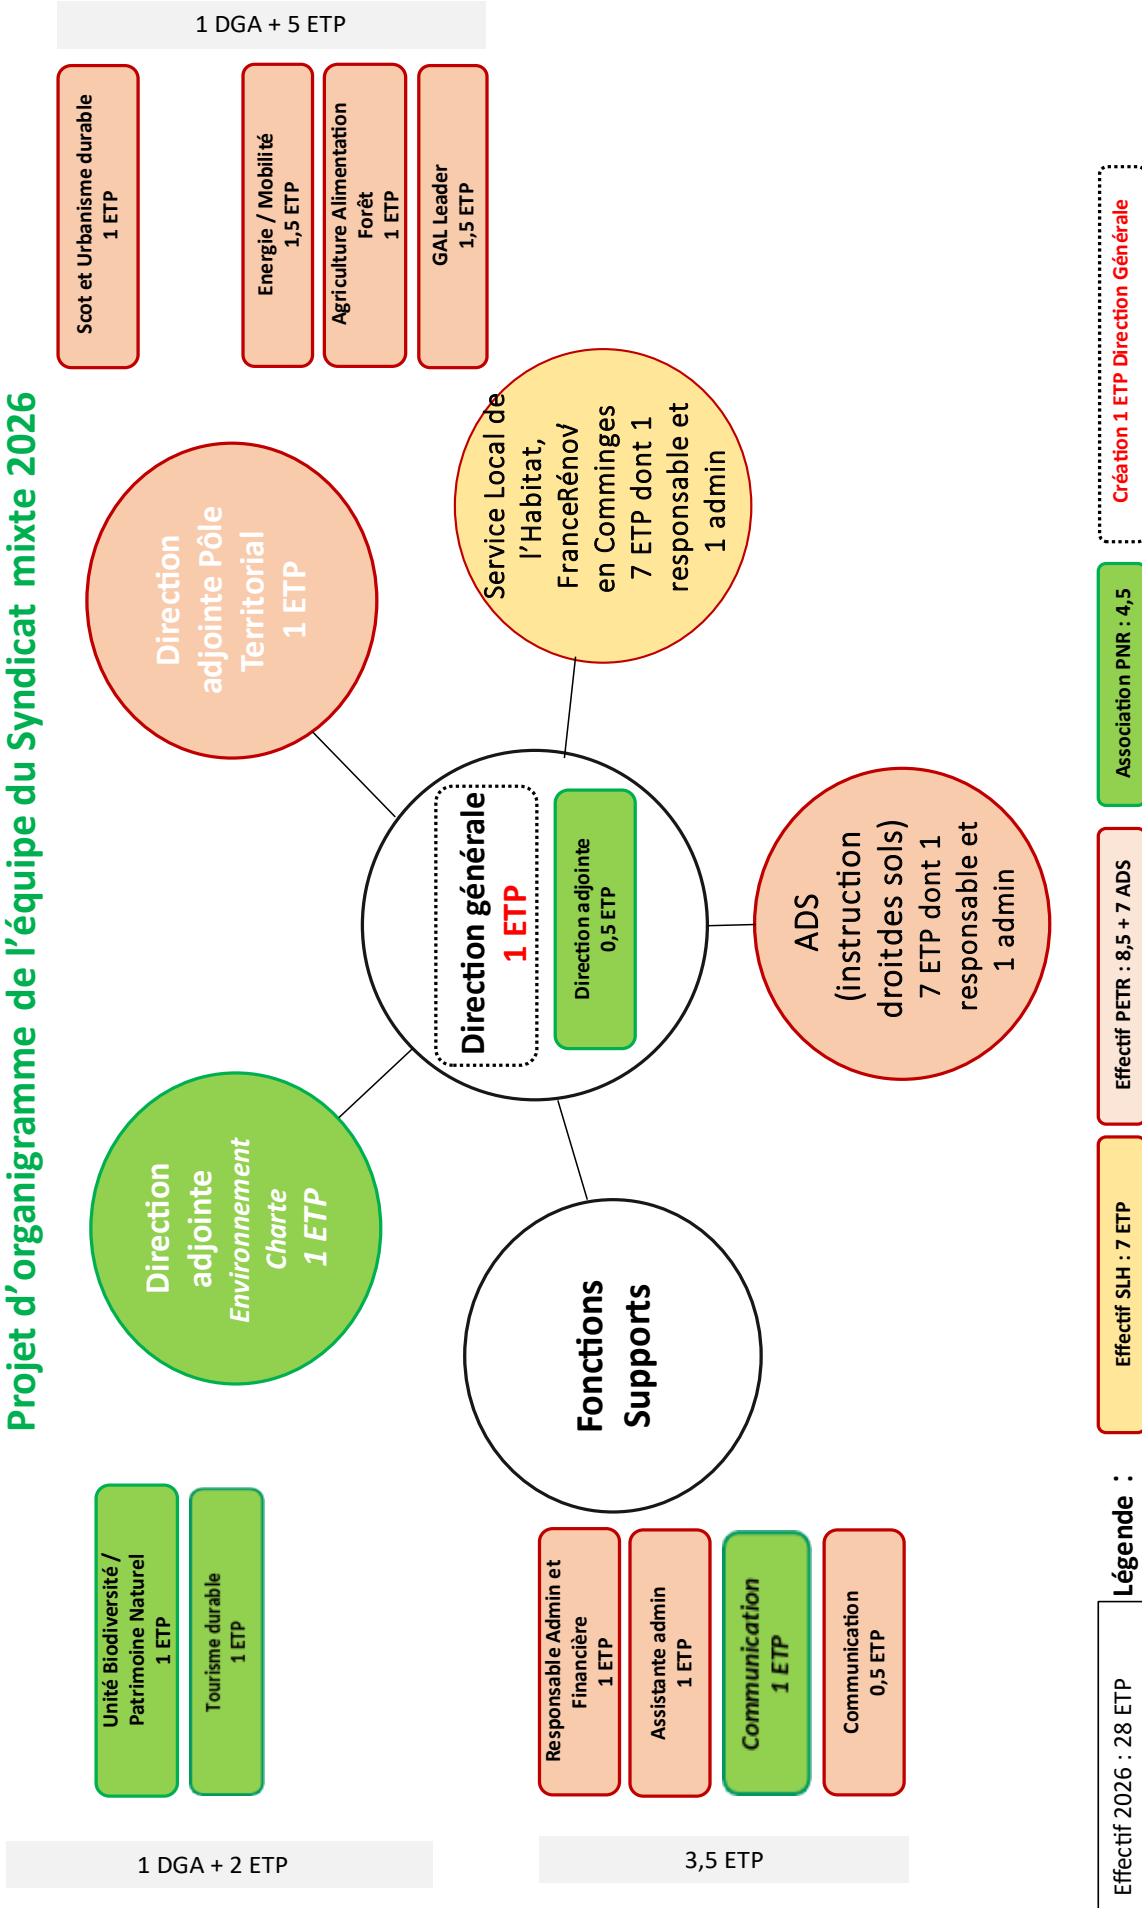 Projet d'organigramme de l'équipe du Syndicat mixte 2026
Unité Biodiversité /
Patrimoine Naturel
1 ETP
Tourisme durable
1 ETP
1 DGA + 2 ETP
Direction
adjointe
Environnement
Charte
1 ETP
Direction
adjointe Pôle
Territorial
1 ETP
Scot et Urbanisme durable
1 ETP
Energie / Mobilité
1,5 ETP
Agriculture Alimentation
Forêt
1 ETP
GAL Leader
1,5 ETP
1 DGA + 5 ETP
Direction générale
1 ETP
Direction adjointe
0,5 ETP
Service Local de
l'Habitat,
FranceRénov'
en Comminges
7 ETP dont 1
responsable et
1 admin
Fonctions
Supports
Responsable Admin et
Financière
1 ETP
Assistante admin
1 ETP
Communication
1 ETP
Communication
0,5 ETP
3,5 ETP
ADS
(instruction
droitdes sols)
7 ETP dont 1
responsable et
1 admin
Effectif 2026 : 28 ETP
Légende :
Effectif SLH : 7 ETP
Effectif PETR : 8,5 + 7 ADS
Association PNR : 4,5
Création 1 ETP Direction Générale